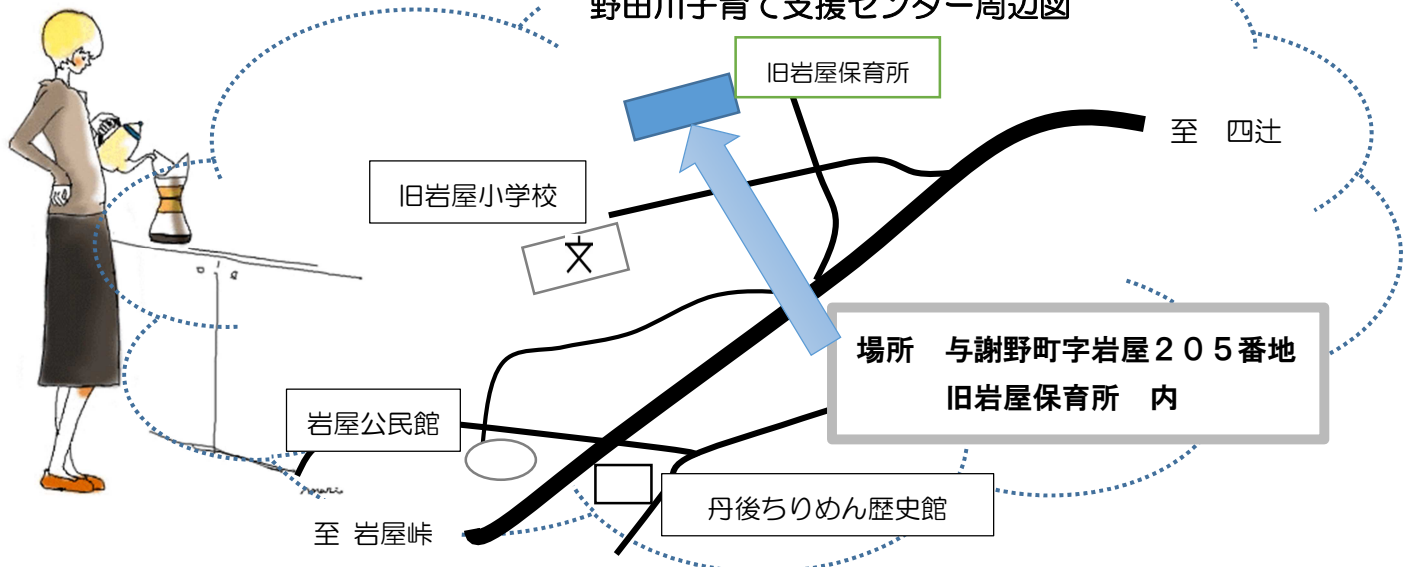 野田川子育て支援センター周辺図
旧岩屋保育所
至　四辻
旧岩屋小学校
文
場所　与謝野町字岩屋２０５番地
旧岩屋保育所　内
岩屋公民館
丹後ちりめん歴史館
至 岩屋峠